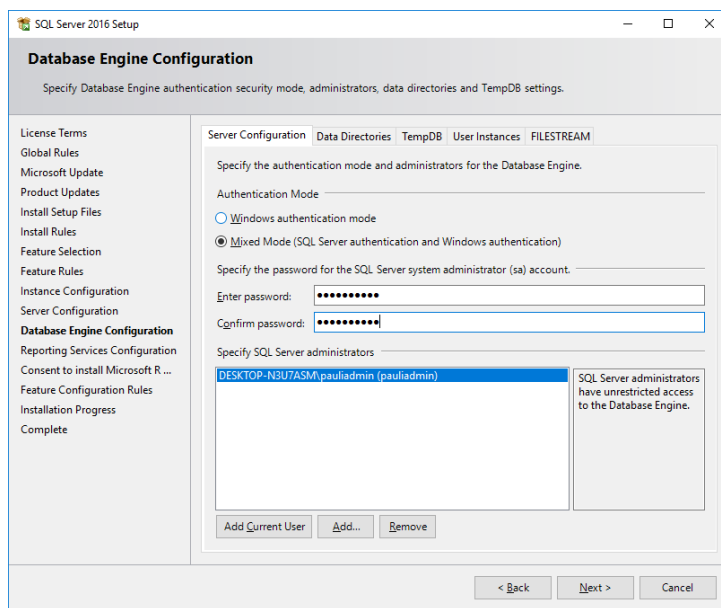 SQL Server 2016 Setup
Database Engine Configuration
Specify Database Engine authentication security mode, administrators, data directories and TempDB settings.
License Terms
Global Rules
Microsoft Update
Product Updates
Install Setup Files
Install Rules
Feature Selection
Feature Rules
Instance Configuration
Server Configuration
Database Engine Configuration
Reporting Services Configuration
Consent to install Microsoft R ...
Feature Configuration Rules
Installation Progress
Complete
Server Configuration Data Directories TempDB User Instances FILESTREAM
Specify the authentication mode and administrators for the Database Engine.
Authentication Mode
Windows authentication mode
Mixed Mode (SQL Server authentication and Windows authentication)
Specify the password for the SQL Server system administrator (sa) account.
Enter password: ●●●●●●●●●●
Confirm password: ●●●●●●●●●●
Specify SQL Server administrators
DESKTOP-N3U7ASM\pauliadmin (pauliadmin)
SQL Server administrators
have unrestricted access
to the Database Engine.
Add Current User Add... Remove
< Back Next > Cancel